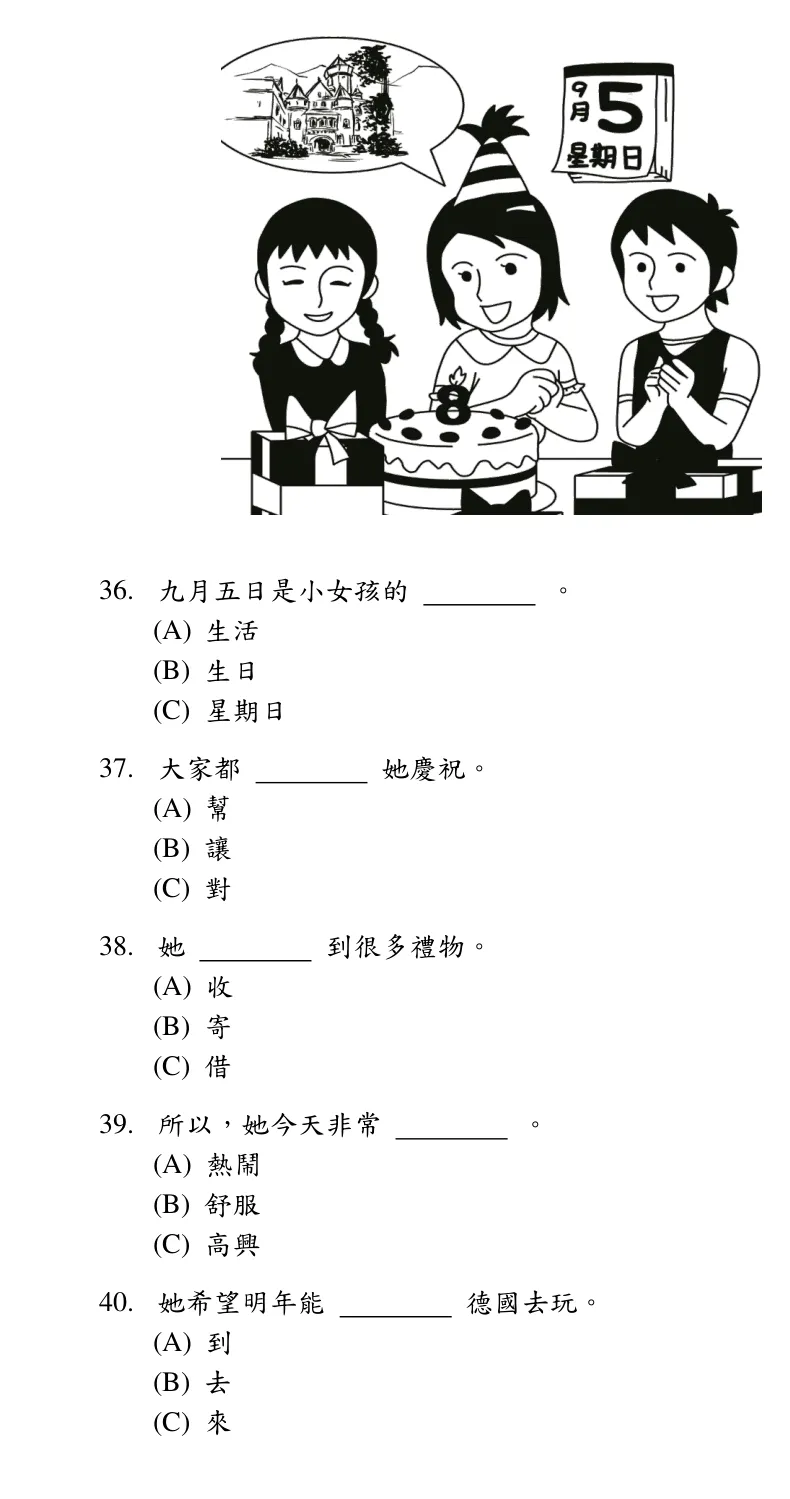 9月 5
星期日
8
36. 九月五日是小女孩的 ________ 。
(A) 生活
(B) 生日
(C) 星期日
37. 大家都 ________ 她慶祝。
(A) 幫
(B) 讓
(C) 對
38. 她 ________ 到很多禮物。
(A) 收
(B) 寄
(C) 借
39. 所以，她今天非常 ________ 。
(A) 熱鬧
(B) 舒服
(C) 高興
40. 她希望明年能 ________ 德國去玩。
(A) 到
(B) 去
(C) 來